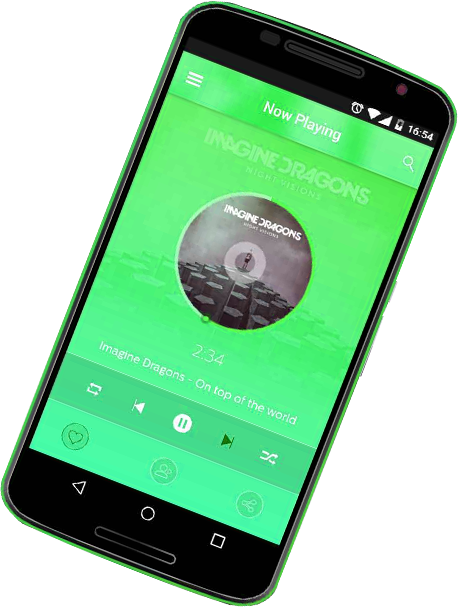 16:54
Now Playing
IMAGINE DRAGONS
NIGHT VISIONS
IMAGINE DRAGONS
NIGHT VISIONS
2:34
Imagine Dragons - On top of the world